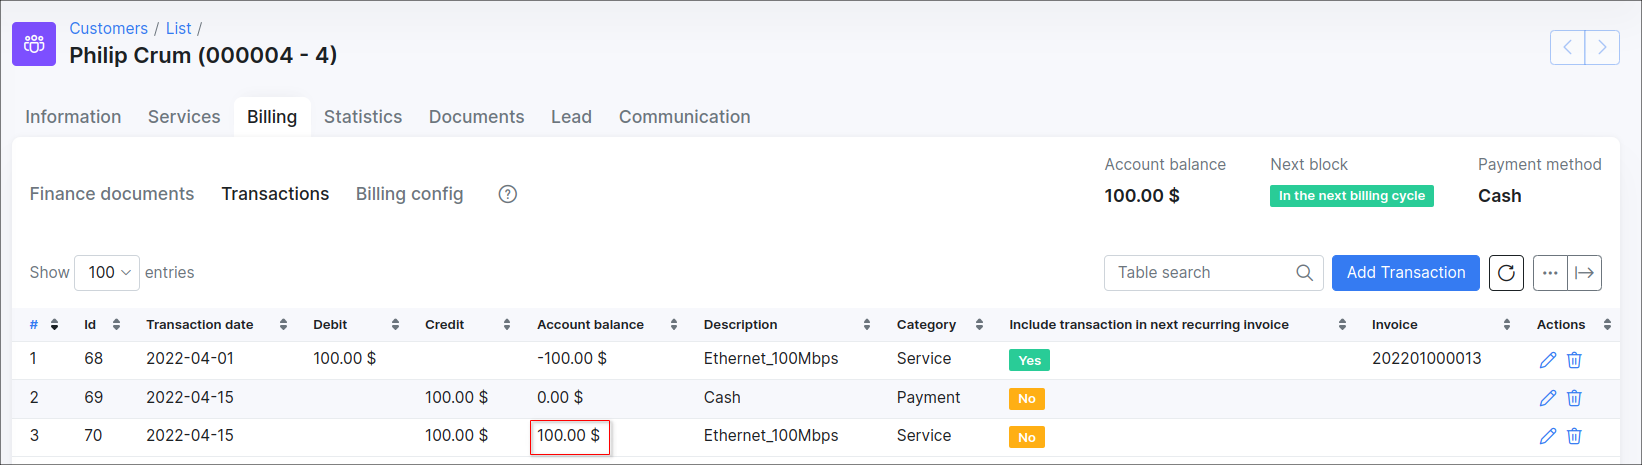 Customers / List /
Philip Crum (000004 - 4)
Information Services Billing Statistics Documents Lead Communication
Account balance Next block Payment method
Finance documents Transactions Billing config ?
100.00 $ In the next billing cycle Cash
Show 100 entries Table search Add Transaction
# Id Transaction date Debit Credit Account balance Description Category Include transaction in next recurring invoice Invoice Actions
1 68 2022-04-01 100.00 $ -100.00 $ Ethernet_100Mbps Service Yes 202201000013
2 69 2022-04-15 100.00 $ 0.00 $ Cash Payment No
3 70 2022-04-15 100.00 $ 100.00 $ Ethernet_100Mbps Service No